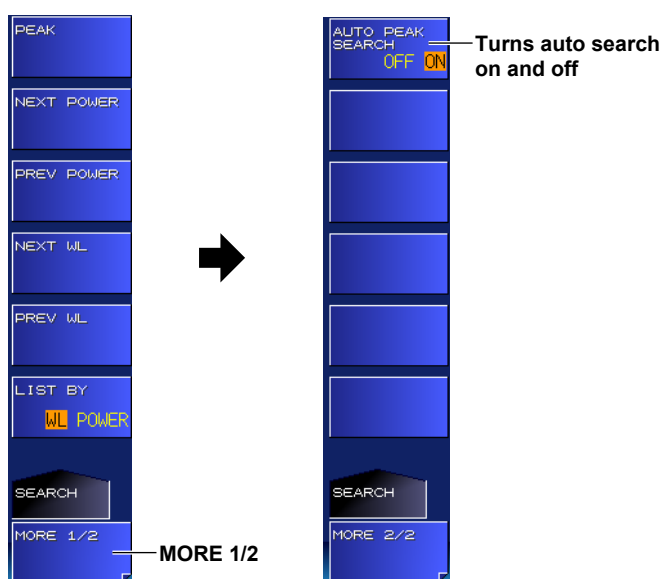 PEAK
NEXT POWER
PREV POWER
NEXT WL
PREV WL
LIST BY
WL POWER
SEARCH
MORE 1/2
MORE 1/2
AUTO PEAK
SEARCH
OFF ON
Turns auto search
on and off
SEARCH
MORE 2/2